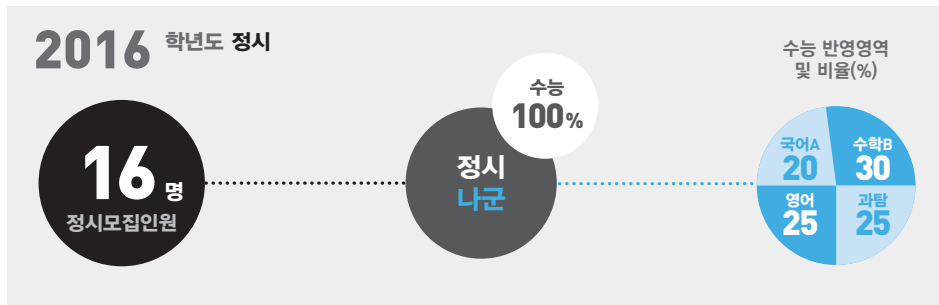 2016 학년도 정시
16 명
정시모집인원
수능
100%
정시
나군
수능 반영영역
및 비율(%)
국어A
20
수학B
30
영어
25
과탐
25